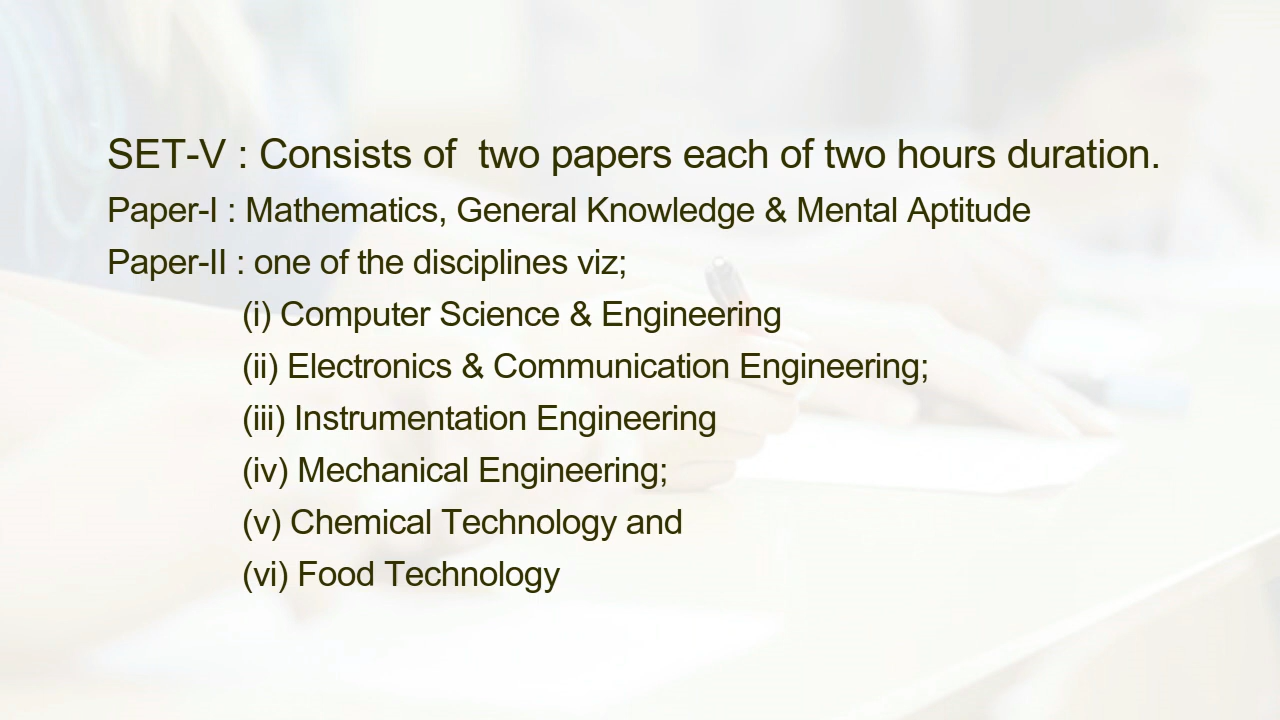 SET-V : Consists of  two papers each of two hours duration.
Paper-I : Mathematics, General Knowledge & Mental Aptitude
Paper-II : one of the disciplines viz;
(i) Computer Science & Engineering
(ii) Electronics & Communication Engineering;
(iii) Instrumentation Engineering
(iv) Mechanical Engineering;
(v) Chemical Technology and
(vi) Food Technology